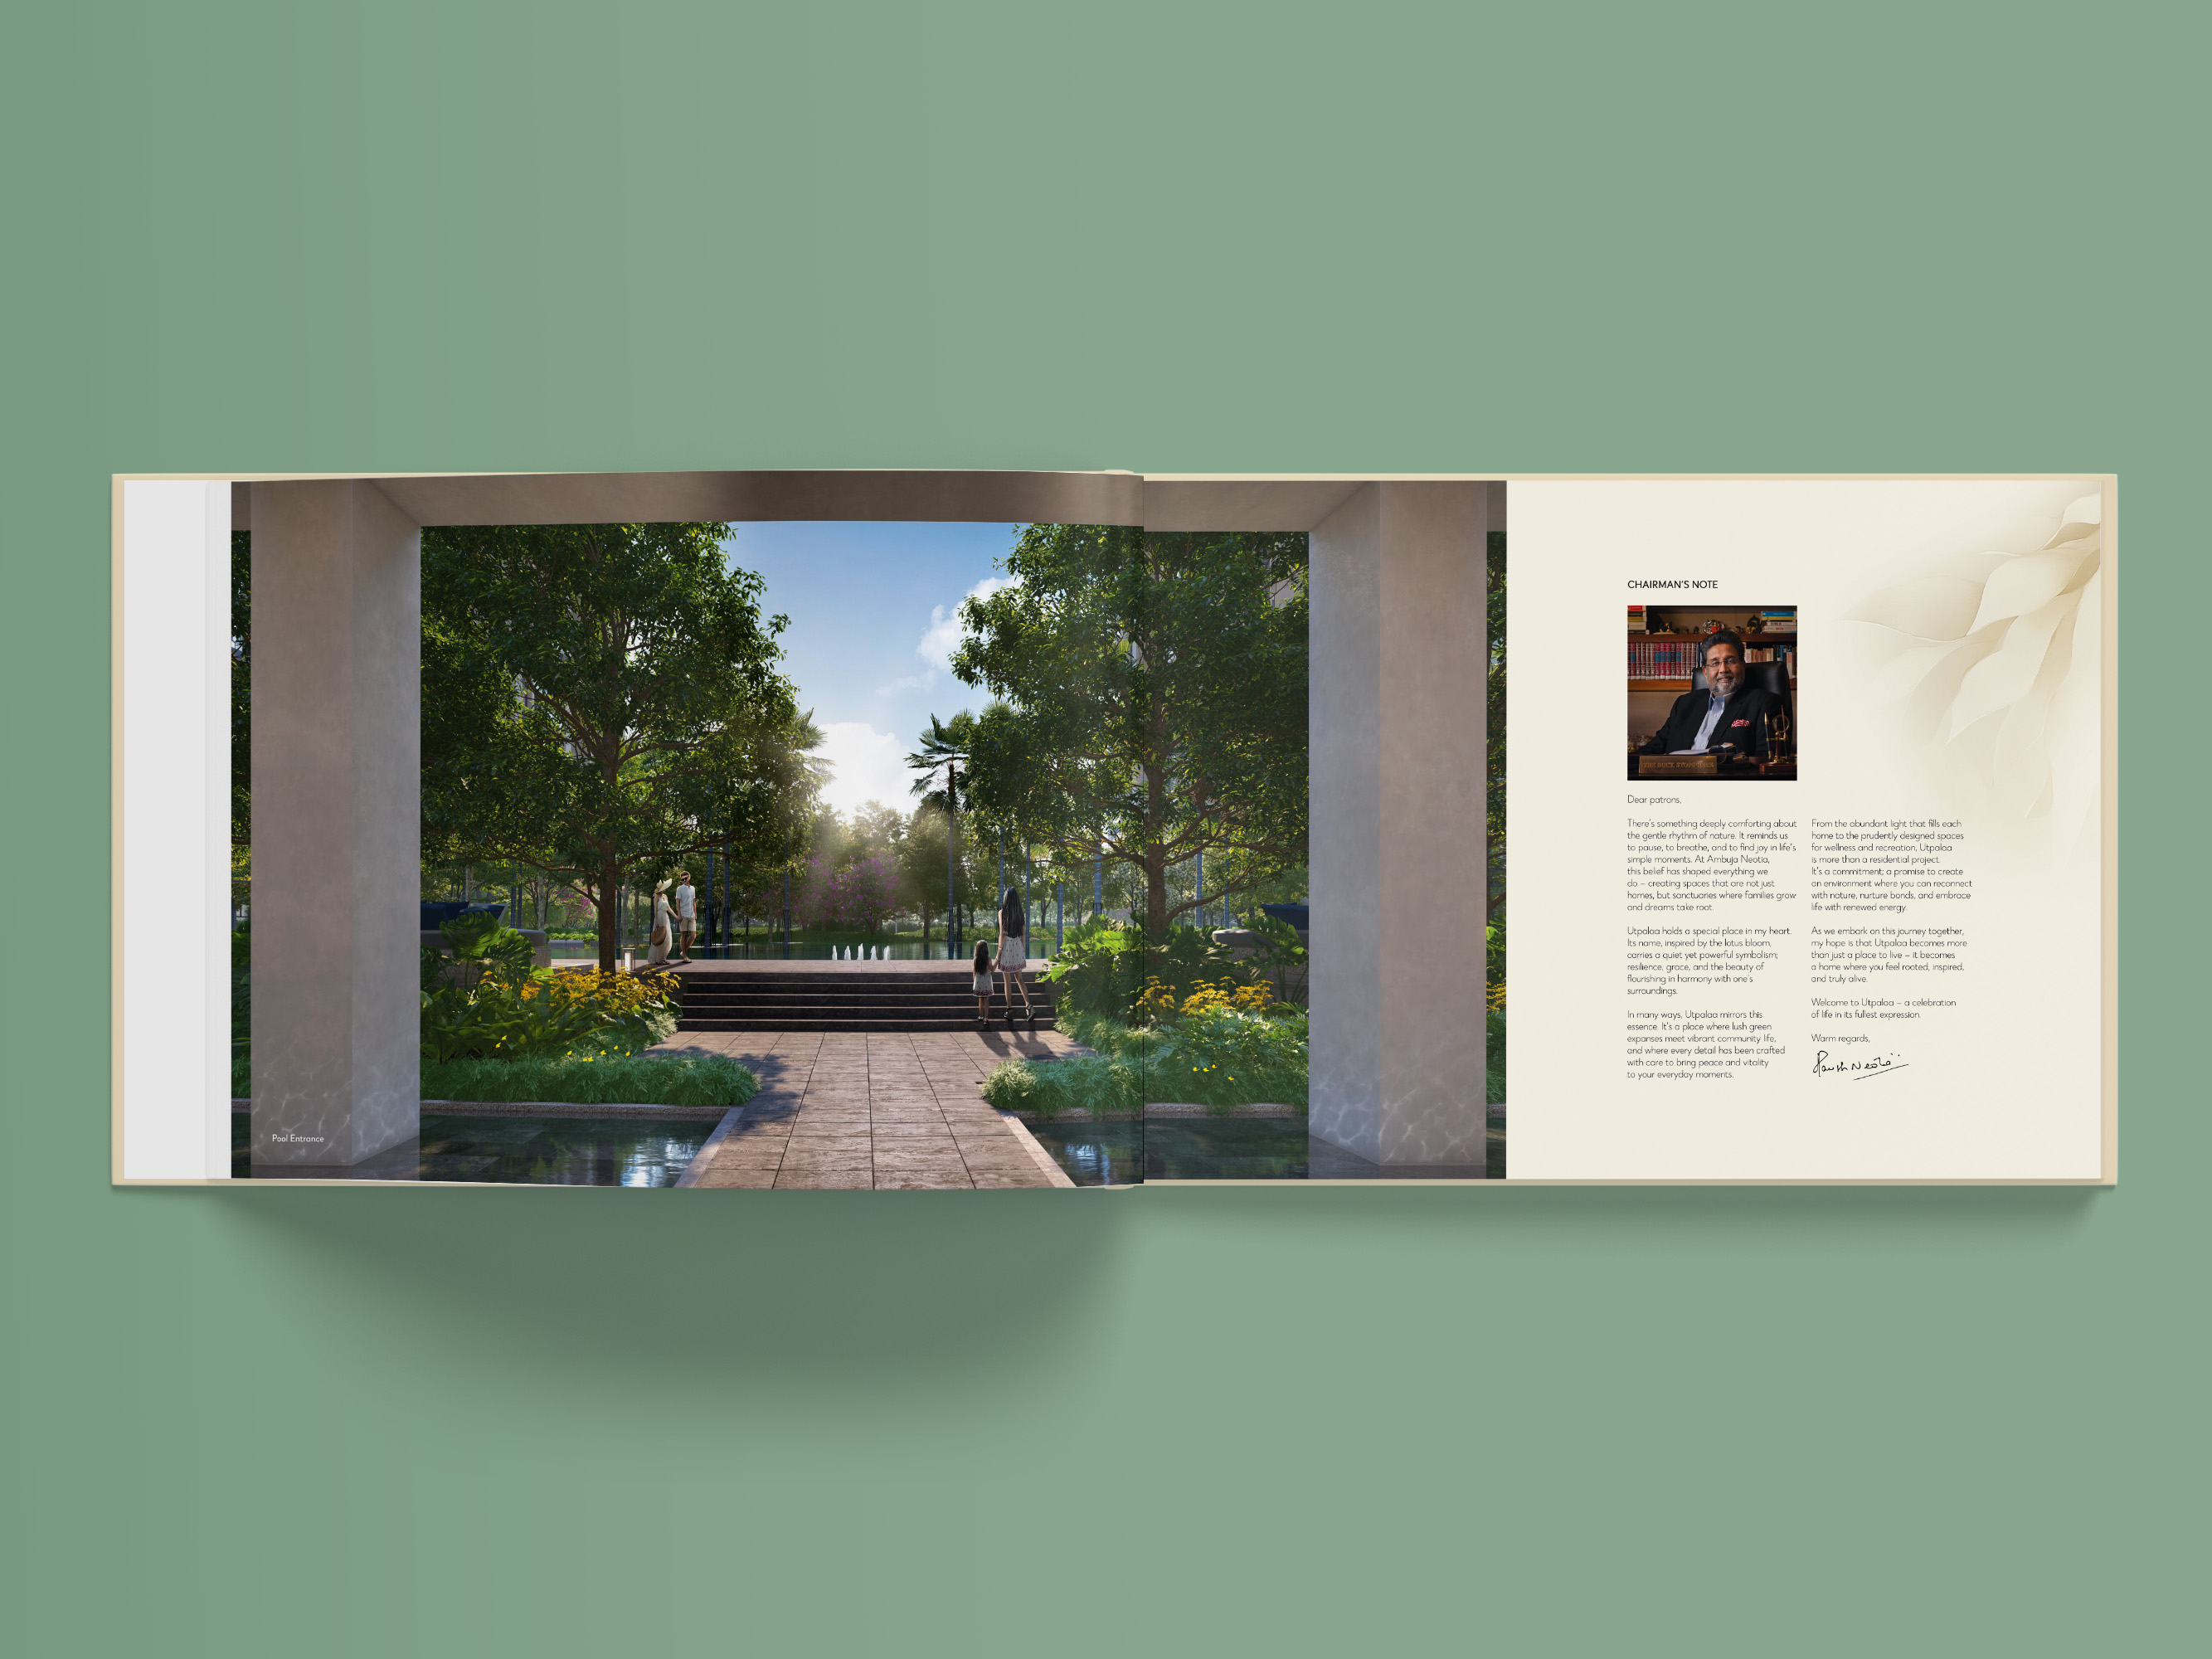 Pool Entrance
CHAIRMAN'S NOTE
THE BUCK STOPS HERE
Dear patrons,
There's something deeply comforting about
the gentle rhythm of nature. It reminds us
to pause, to breathe, and to find joy in life's
simple moments. At Ambuja Neotia,
this belief has shaped everything we
do – creating spaces that are not just
homes, but sanctuaries where families grow
and dreams take root.
Utpalaa holds a special place in my heart.
Its name, inspired by the lotus bloom,
carries a quiet yet powerful symbolism;
resilience, grace, and the beauty of
flourishing in harmony with one's
surroundings.
In many ways, Utpalaa mirrors this
essence. It's a place where lush green
expanses meet vibrant community life,
and where every detail has been crafted
with care to bring peace and vitality
to your everyday moments.
From the abundant light that fills each
home to the prudently designed spaces
for wellness and recreation, Utpalaa
is more than a residential project.
It's a commitment; a promise to create
an environment where you can reconnect
with nature, nurture bonds, and embrace
life with renewed energy.
As we embark on this journey together,
my hope is that Utpalaa becomes more
than just a place to live – it becomes
a home where you feel rooted, inspired,
and truly alive.
Welcome to Utpalaa – a celebration
of life in its fullest expression.
Warm regards,
Harsh Neotia